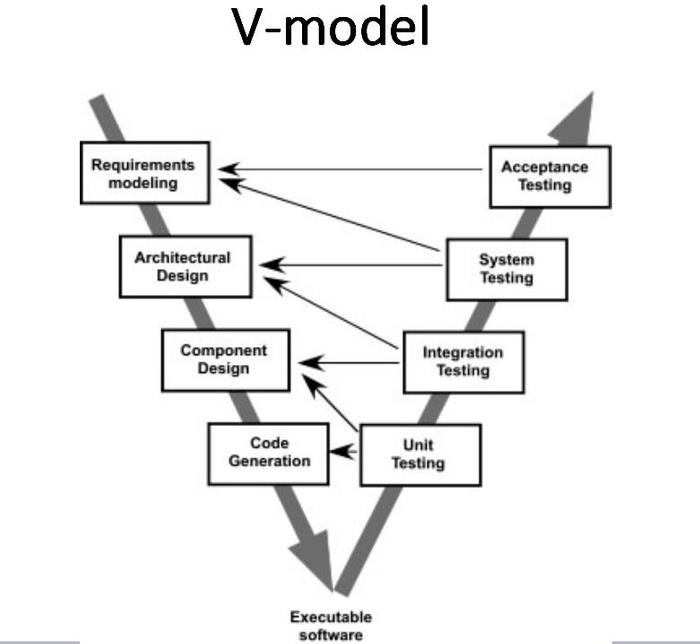 V-model
Requirements
modeling
Acceptance
Testing
Architectural
Design
System
Testing
Component
Design
Integration
Testing
Code
Generation
Unit
Testing
Executable
software